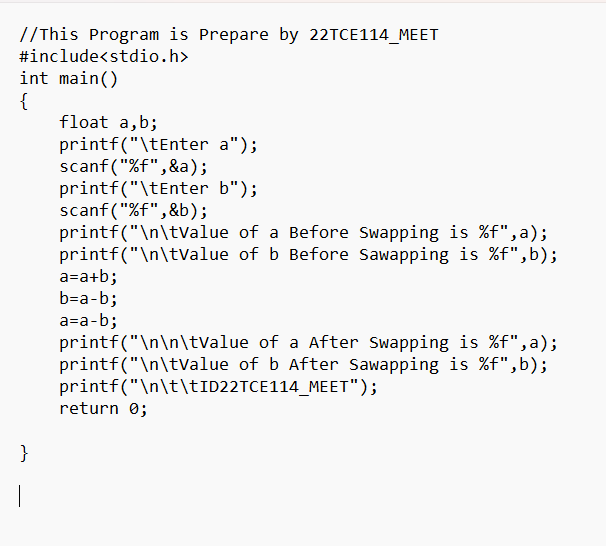 //This Program is Prepare by 22TCE114_MEET
#include<stdio.h>
int main()
{
    float a,b;
    printf("\tEnter a");
    scanf("%f",&a);
    printf("\tEnter b");
    scanf("%f",&b);
    printf("\n\tValue of a Before Swapping is %f",a);
    printf("\n\tValue of b Before Sawapping is %f",b);
    a=a+b;
    b=a-b;
    a=a-b;
    printf("\n\n\tValue of a After Swapping is %f",a);
    printf("\n\tValue of b After Sawapping is %f",b);
    printf("\n\t\tID22TCE114_MEET");
    return 0;
}